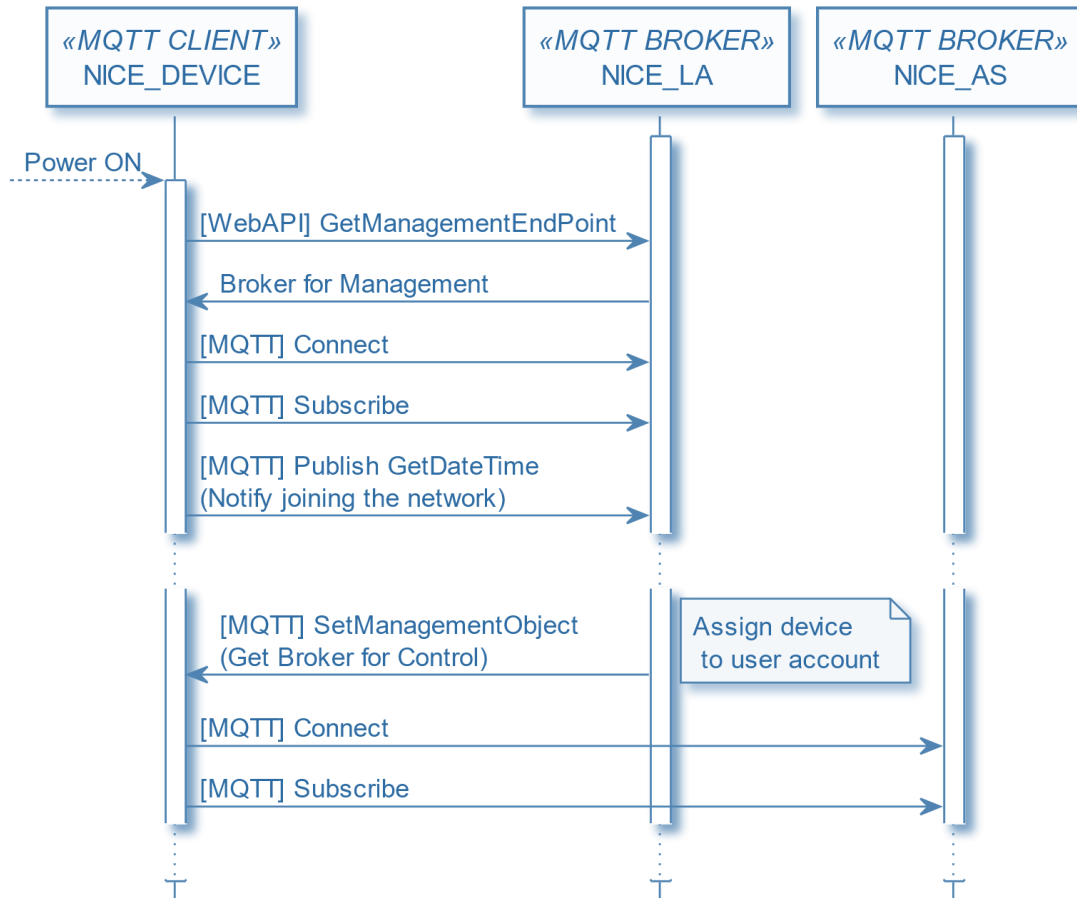 «MQTT CLIENT»
NICE_DEVICE
«MQTT BROKER»
NICE_LA
«MQTT BROKER»
NICE_AS
Power ON
[WebAPI] GetManagementEndPoint
Broker for Management
[MQTT] Connect
[MQTT] Subscribe
[MQTT] Publish GetDateTime
(Notify joining the network)
[MQTT] SetManagementObject
(Get Broker for Control)
Assign device
to user account
[MQTT] Connect
[MQTT] Subscribe